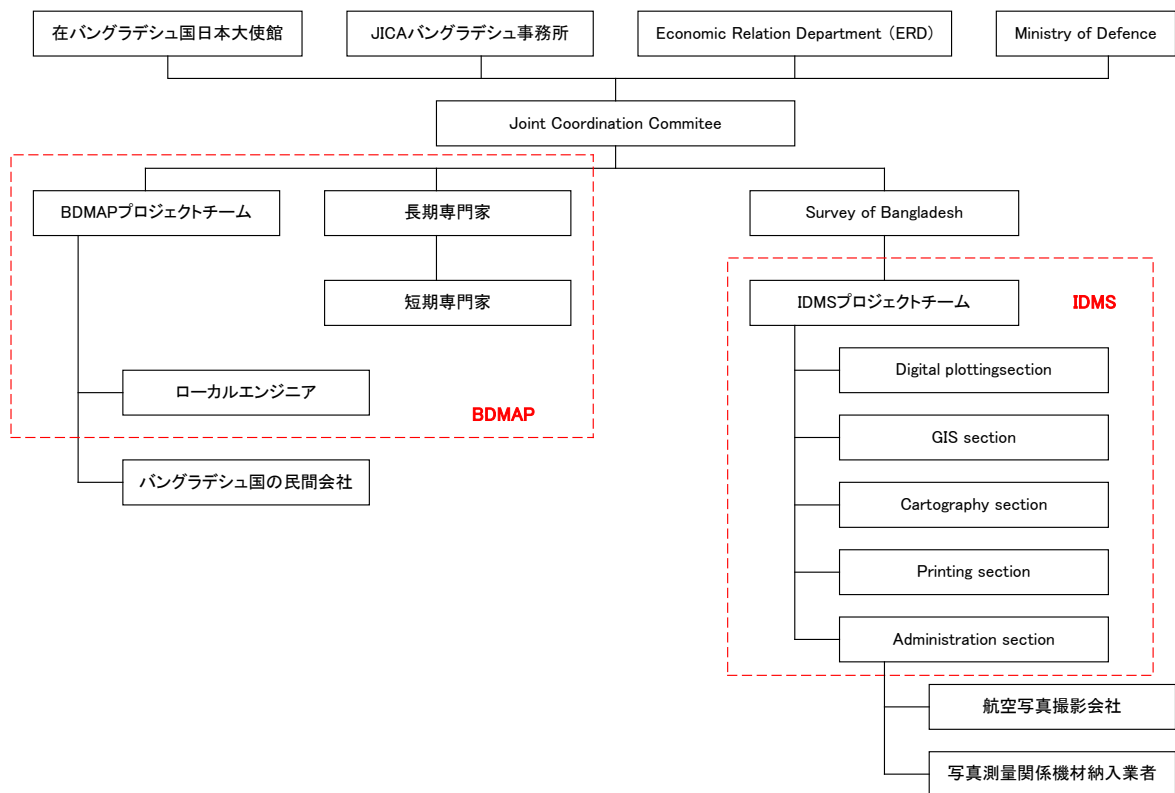 在バングラデシュ国日本大使館
JICAバングラデシュ事務所
Economic Relation Department (ERD)
Ministry of Defence
Joint Coordination Commitee
BDMAPプロジェクトチーム
長期専門家
Survey of Bangladesh
短期専門家
IDMSプロジェクトチーム
IDMS
Digital plottingsection
ローカルエンジニア
BDMAP
GIS section
バングラデシュ国の民間会社
Cartography section
Printing section
Administration section
航空写真撮影会社
写真測量関係機材納入業者